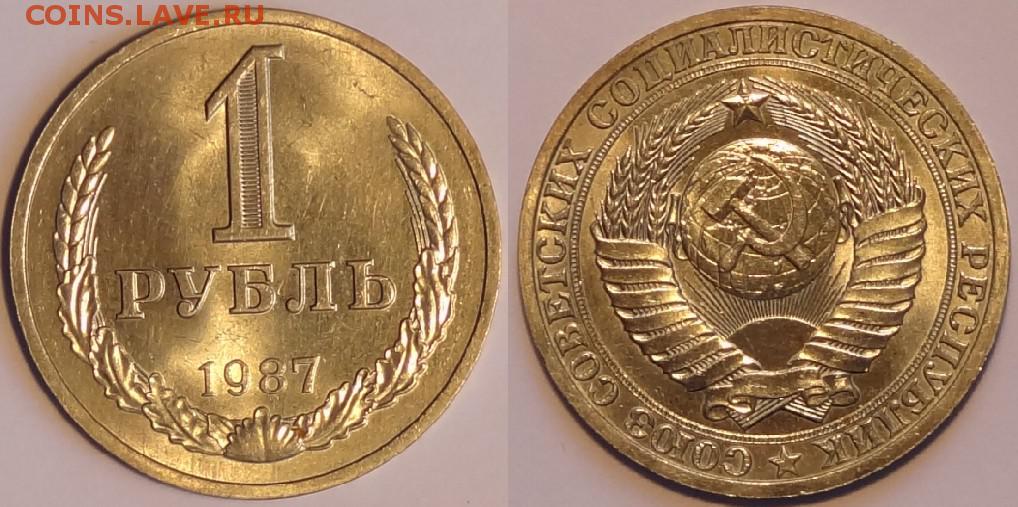 COINS.LAVE.RU
1
РУБЛЬ
1987
СОЮЗ СОВЕТСКИХ СОЦИАЛИСТИЧЕСКИХ РЕСПУБЛИК